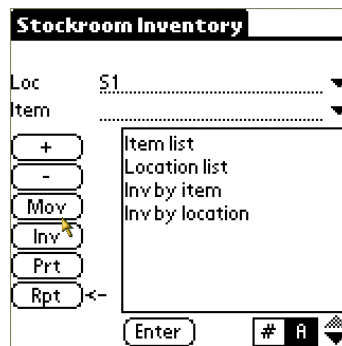 Stockroom Inventory
Loc S1
Item
+
-
Mov
Inv
Prt
Rpt <-
Item list
Location list
Inv by item
Inv by location
Enter
# A